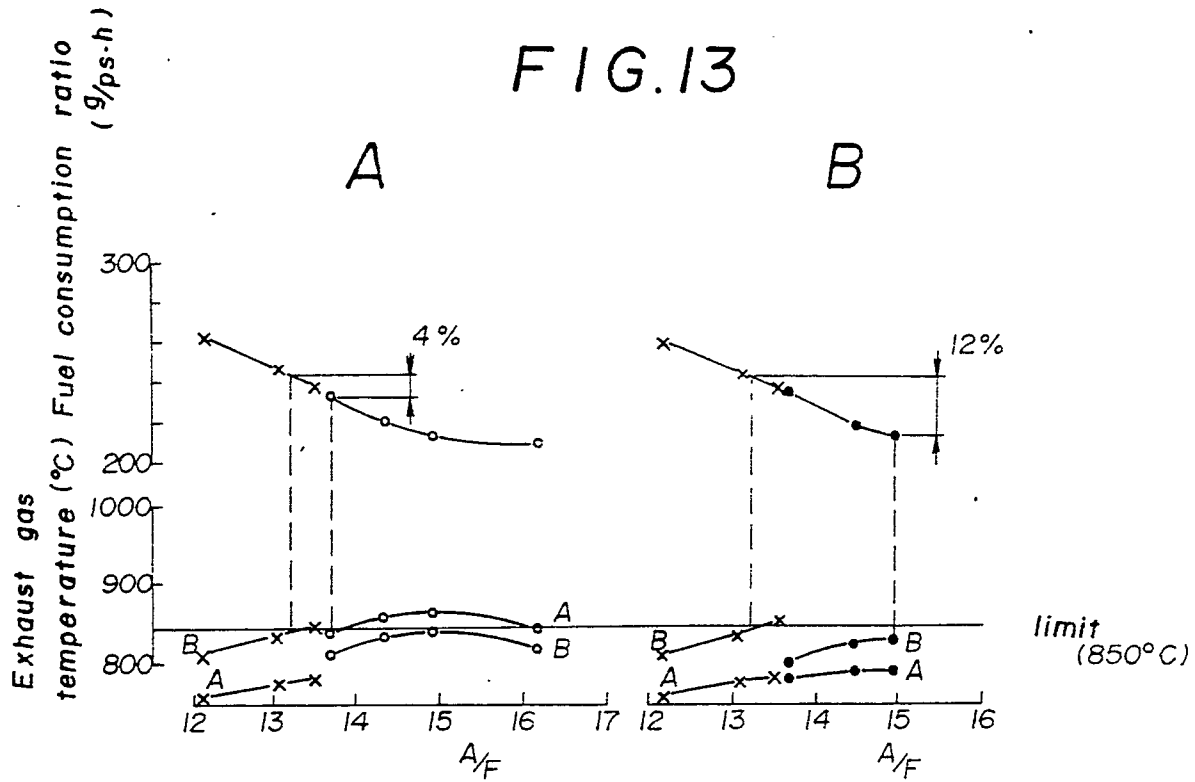 FIG.13
A
B
Exhaust gas
temperature (°C) Fuel consumption ratio
(g/ps-h)
300
200
1000
900
800
4%
B
A
A
B
12 13 14 15 16 17
A/F
12%
B
A
B
A
12 13 14 15 16
A/F
limit
(850°C)